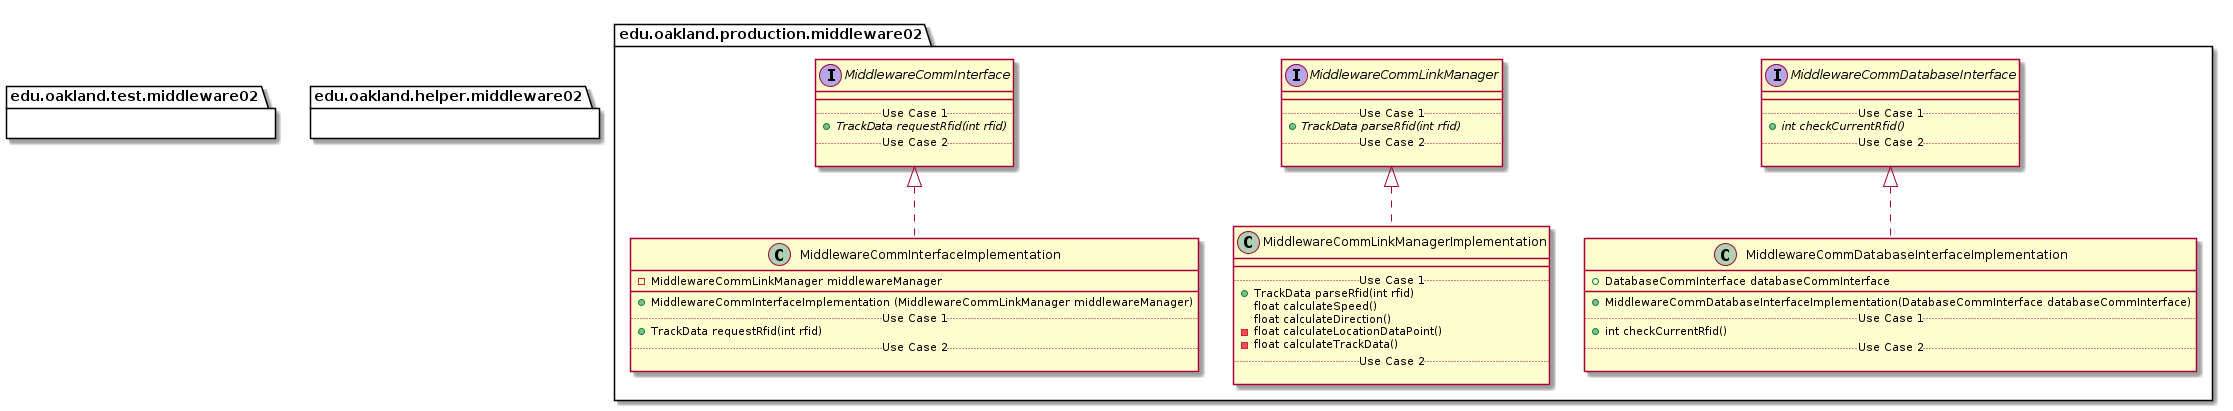 edu.oakland.test.middleware02
edu.oakland.helper.middleware02
edu.oakland.production.middleware02
I MiddlewareCommInterface
Use Case 1
TrackData requestRfid(int rfid)
Use Case 2
I MiddlewareCommLinkManager
Use Case 1
TrackData parseRfid(int rfid)
Use Case 2
I MiddlewareCommDatabaseInterface
Use Case 1
int checkCurrentRfid()
Use Case 2
C MiddlewareCommInterfaceImplementation
MiddlewareCommLinkManager middlewareManager
MiddlewareCommInterfaceImplementation (MiddlewareCommLinkManager middlewareManager)
Use Case 1
TrackData requestRfid(int rfid)
Use Case 2
C MiddlewareCommLinkManagerImplementation
Use Case 1
TrackData parseRfid(int rfid)
float calculateSpeed()
float calculateDirection()
float calculateLocationDataPoint()
float calculateTrackData()
Use Case 2
C MiddlewareCommDatabaseInterfaceImplementation
DatabaseCommInterface databaseCommInterface
MiddlewareCommDatabaseInterfaceImplementation(DatabaseCommInterface databaseCommInterface)
Use Case 1
int checkCurrentRfid()
Use Case 2